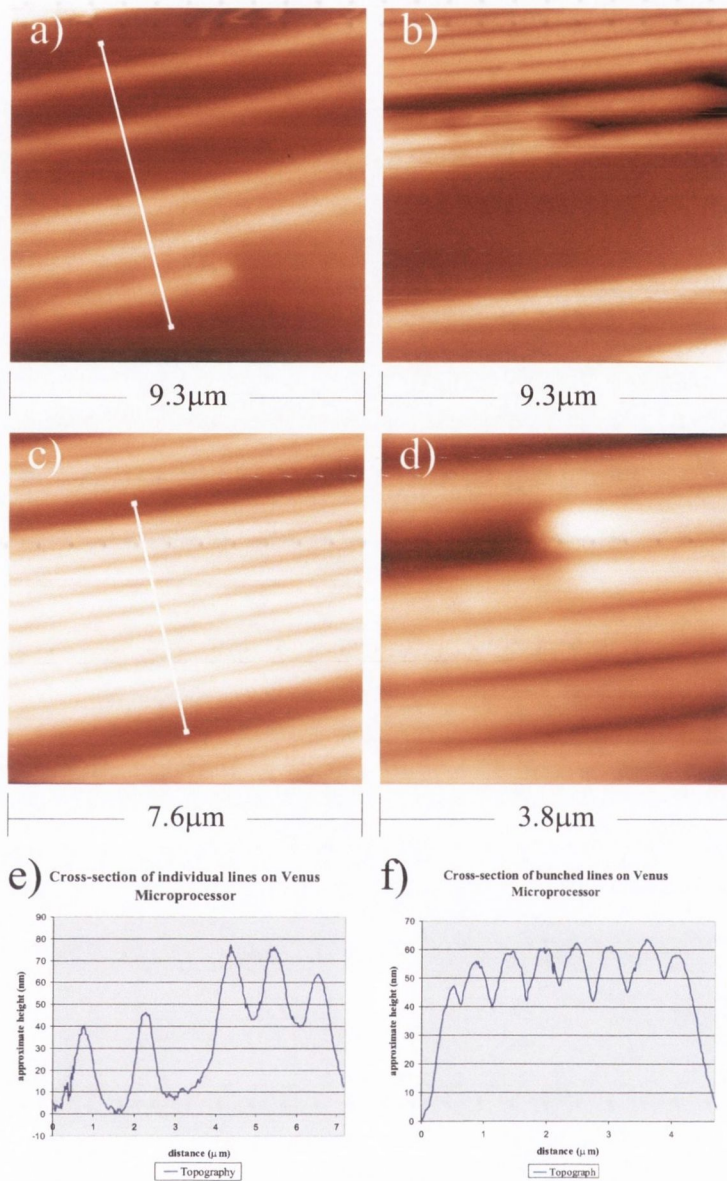 a)
b)
9.3μm
9.3μm
c)
d)
7.6μm
3.8μm
e)
Cross-section of individual lines on Venus
Microprocessor
approximate height (nm)
90
80
70
60
50
40
30
20
10
0
-10
0 1 2 3 4 5 6 7
distance (μm)
Topography
f)
Cross-section of bunched lines on Venus
Microprocessor
approximate height (nm)
70
60
50
40
30
20
10
0
0 1 2 3 4
distance (μm)
Topograph